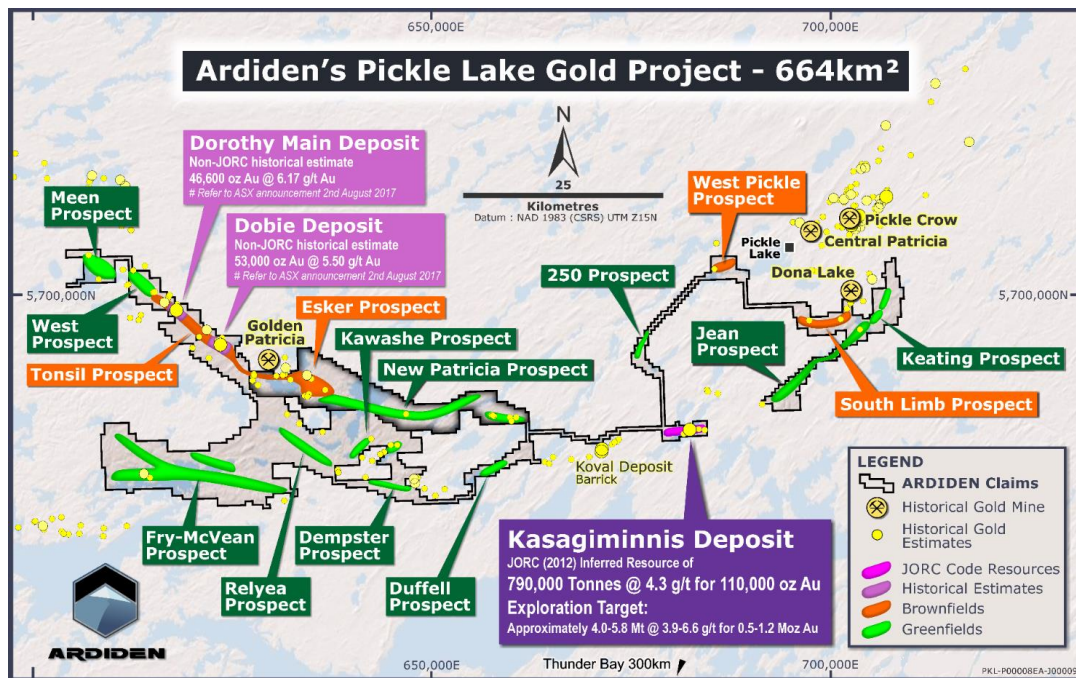 650,000E
700,000E
Ardiden's Pickle Lake Gold Project - 664km²
N
25
Kilometres
Datum : NAD 1983 (CSRS) UTM Z15N
Dorothy Main Deposit
Non-JORC historical estimate
46,600 oz Au @ 6.17 g/t Au
# Refer to ASX announcement 2nd August 2017
Meen
Prospect
Dobie Deposit
Non-JORC historical estimate
53,000 oz Au @ 5.50 g/t Au
# Refer to ASX announcement 2nd August 2017
West Pickle
Prospect
Pickle Crow
Central Patricia
Pickle
Lake
Dona Lake
250 Prospect
5,700,000N
5,700,000N
West
Prospect
Tonsil Prospect
Golden
Patricia
Esker Prospect
Kawashe Prospect
New Patricia Prospect
Jean
Prospect
Keating Prospect
South Limb Prospect
Koval Deposit
Barrick
Fry-McVean
Prospect
Relyea
Prospect
Dempster
Prospect
Duffell
Prospect
Kasagiminnis Deposit
JORC (2012) Inferred Resource of
790,000 Tonnes @ 4.3 g/t for 110,000 oz Au
Exploration Target:
Approximately 4.0-5.8 Mt @ 3.9-6.6 g/t for 0.5-1.2 Moz Au
LEGEND
ARDIDEN Claims
Historical Gold Mine
Historical Gold
Estimates
JORC Code Resources
Historical Estimates
Brownfields
Greenfields
ARDIDEN
650,000E
Thunder Bay 300km
700,000E
PKL-P00008EA-J00009